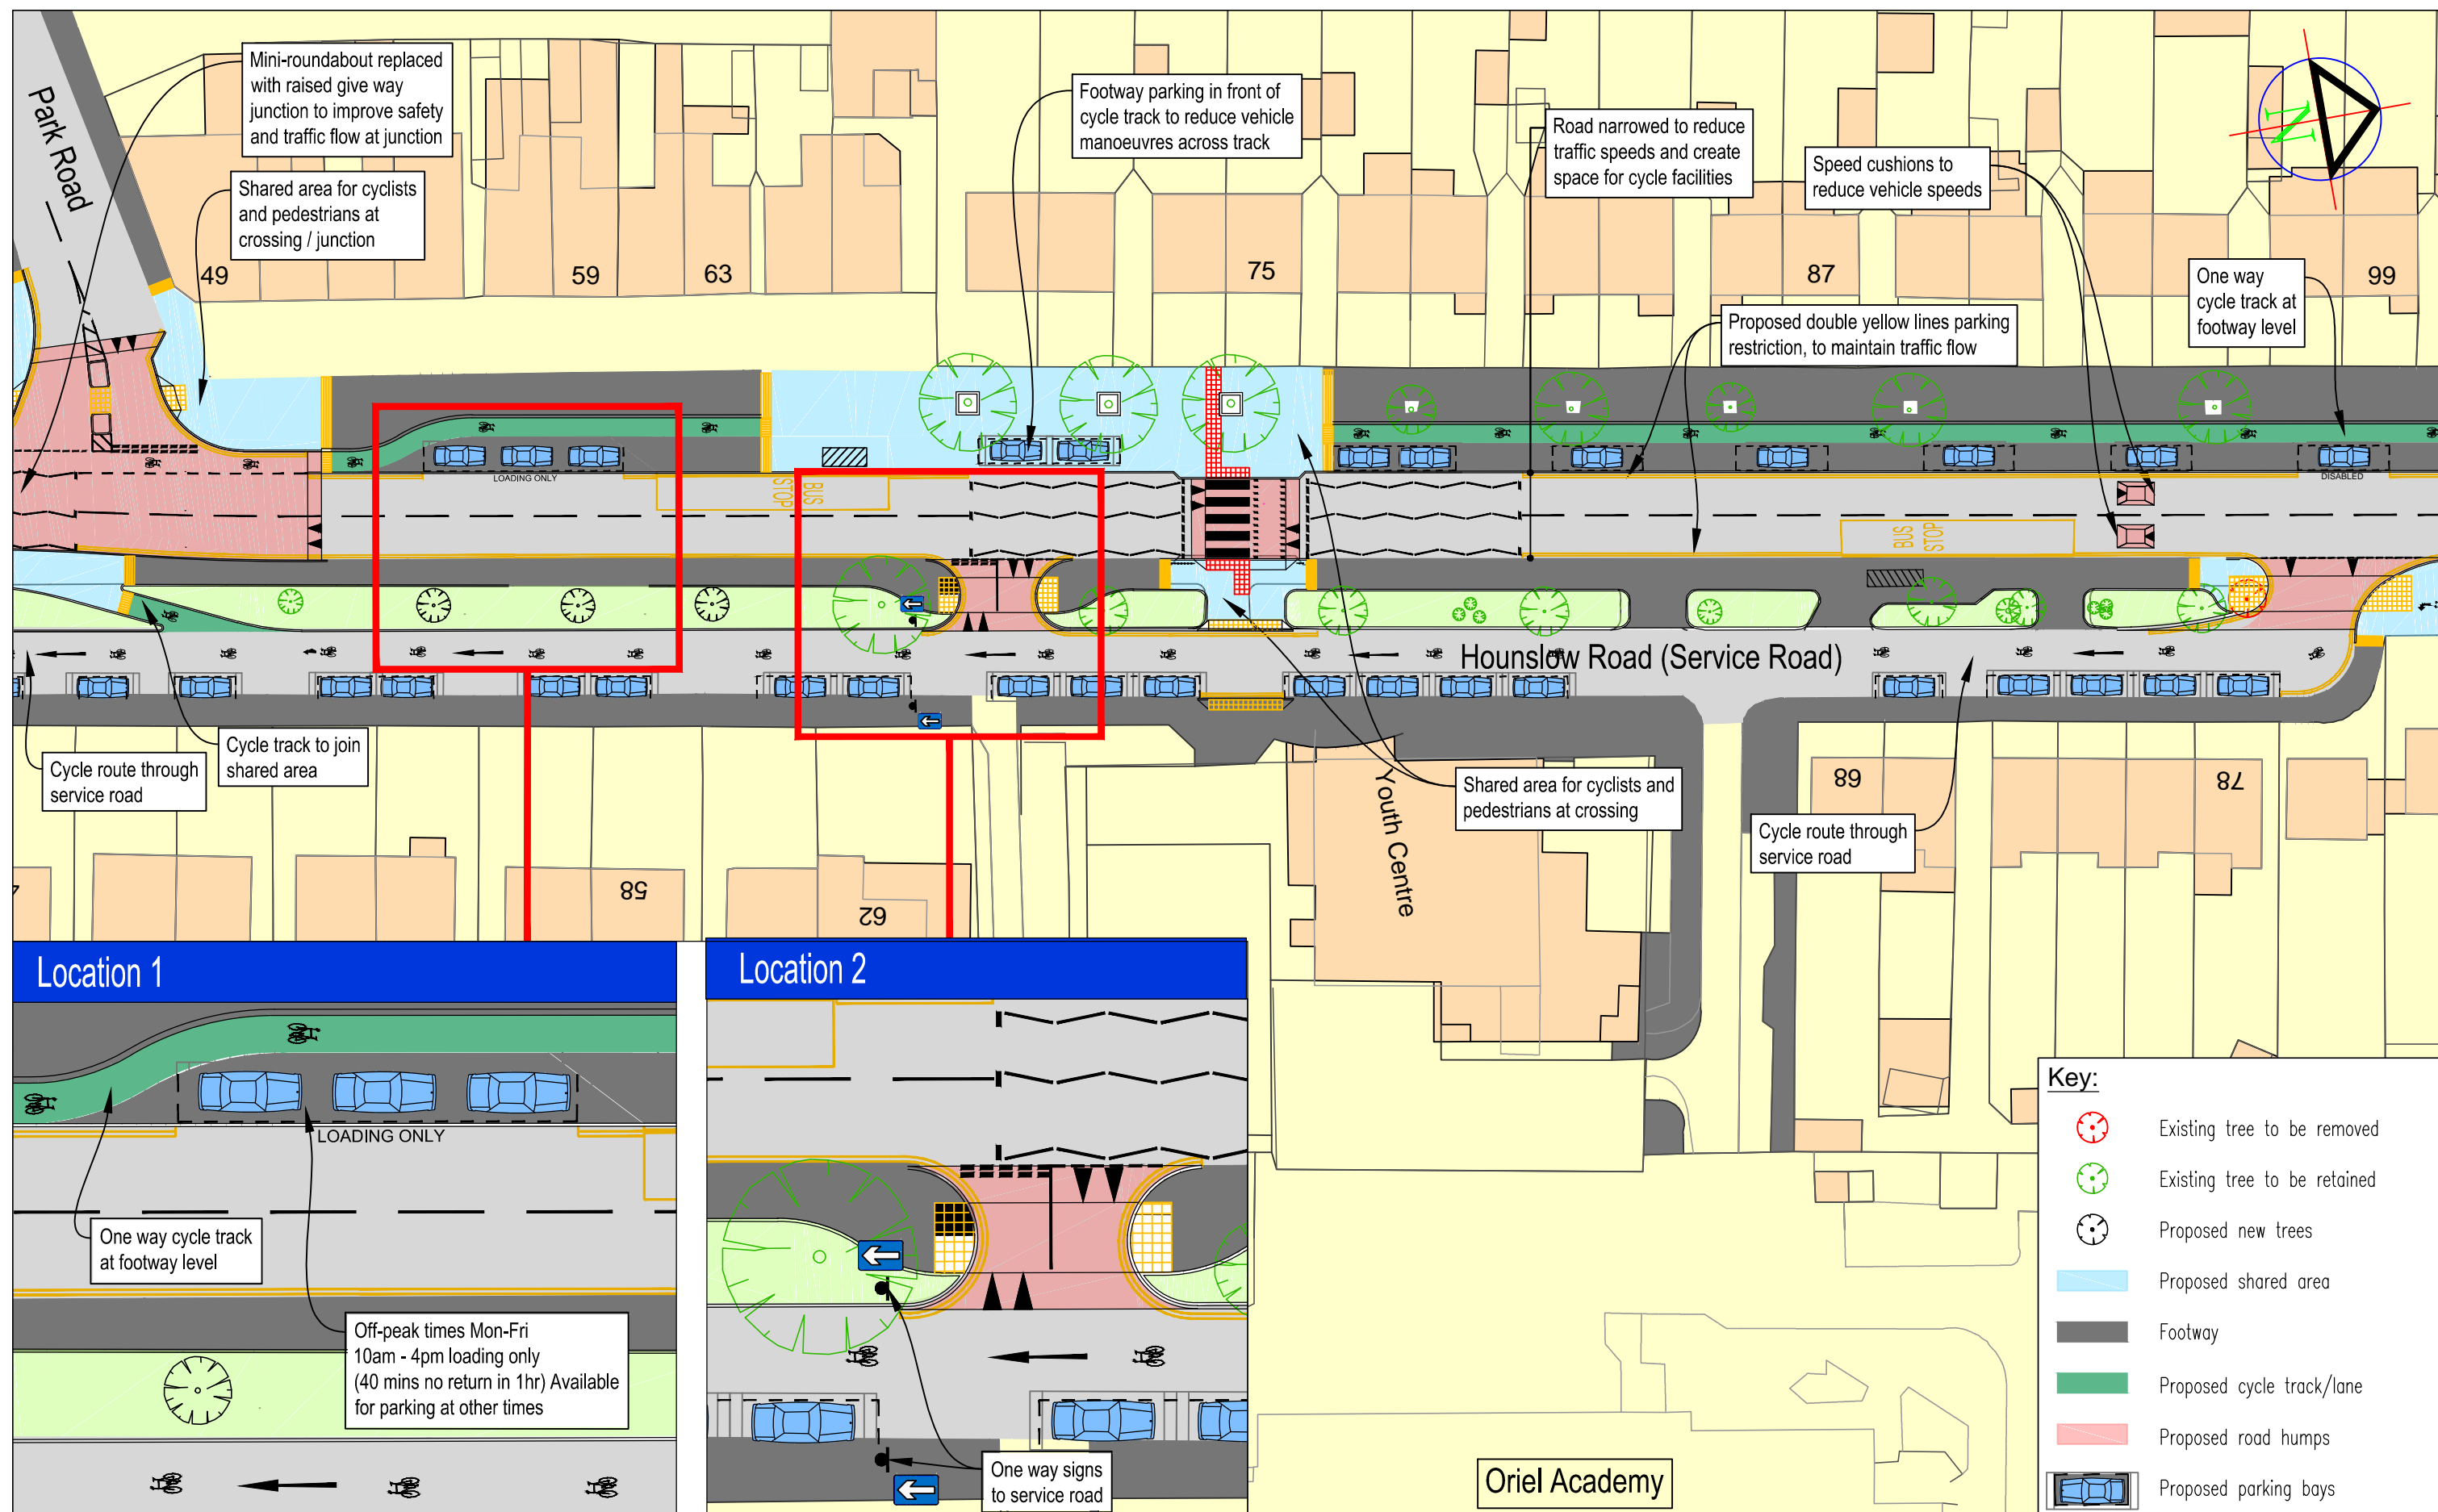 Park Road
Mini-roundabout replaced
with raised give way
junction to improve safety
and traffic flow at junction
Shared area for cyclists
and pedestrians at
crossing / junction
Footway parking in front of
cycle track to reduce vehicle
manoeuvres across track
Road narrowed to reduce
traffic speeds and create
space for cycle facilities
Speed cushions to
reduce vehicle speeds
N
One way
cycle track at
footway level
Proposed double yellow lines parking
restriction, to maintain traffic flow
49
59
63
75
87
99
LOADING ONLY
BUS
STOP
DISABLED
BUS
STOP
Hounslow Road (Service Road)
Cycle route through
service road
Cycle track to join
shared area
Shared area for cyclists and
pedestrians at crossing
Cycle route through
service road
Youth Centre
58
62
68
78
Location 1
LOADING ONLY
One way cycle track
at footway level
Off-peak times Mon-Fri
10am - 4pm loading only
(40 mins no return in 1hr) Available
for parking at other times
Location 2
One way signs
to service road
Oriel Academy
Key:
Existing tree to be removed
Existing tree to be retained
Proposed new trees
Proposed shared area
Footway
Proposed cycle track/lane
Proposed road humps
Proposed parking bays